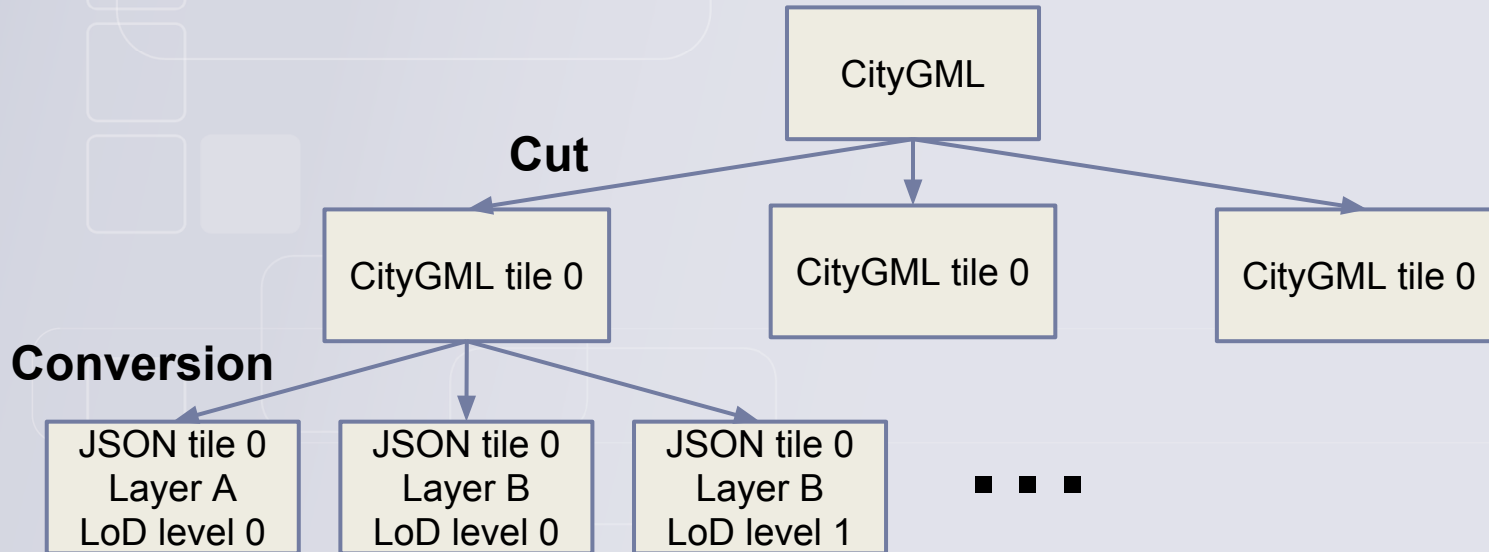 CityGML
Cut
CityGML tile 0
CityGML tile 0
CityGML tile 0
Conversion
JSON tile 0
Layer A
LoD level 0
JSON tile 0
Layer B
LoD level 0
JSON tile 0
Layer B
LoD level 1
...